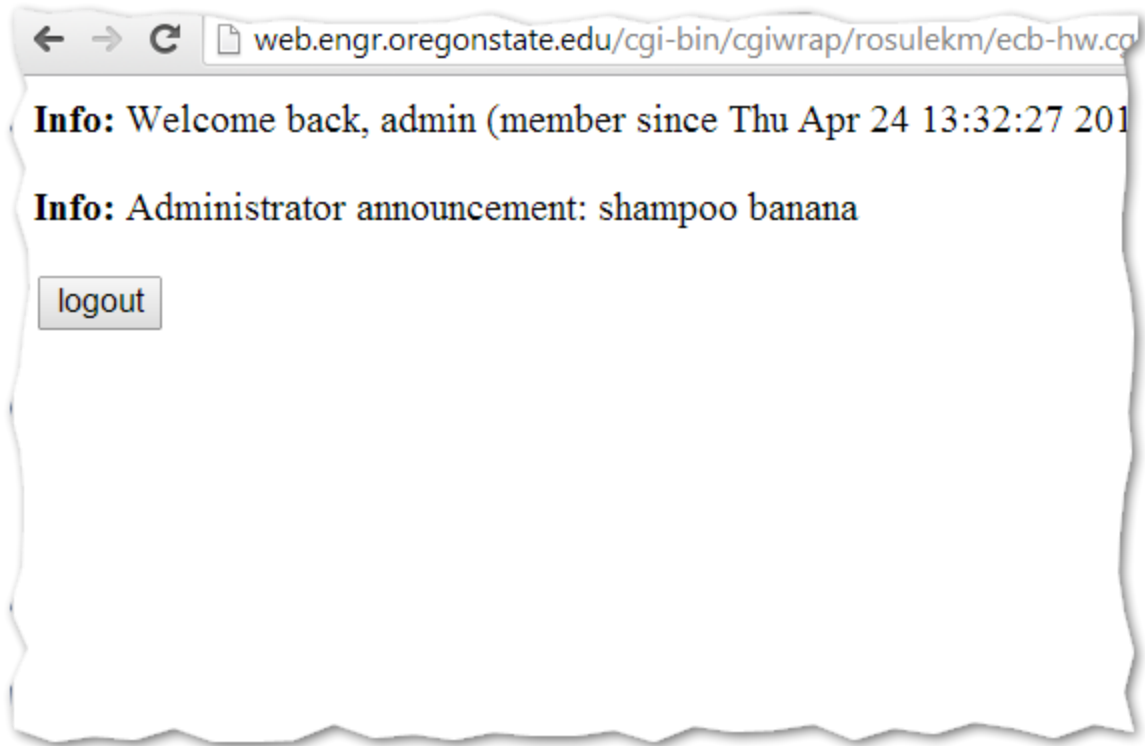 web.engr.oregonstate.edu/cgi-bin/cgiwrap/rosulekm/ecb-hw.cg
Info: Welcome back, admin (member since Thu Apr 24 13:32:27 201
Info: Administrator announcement: shampoo banana
logout